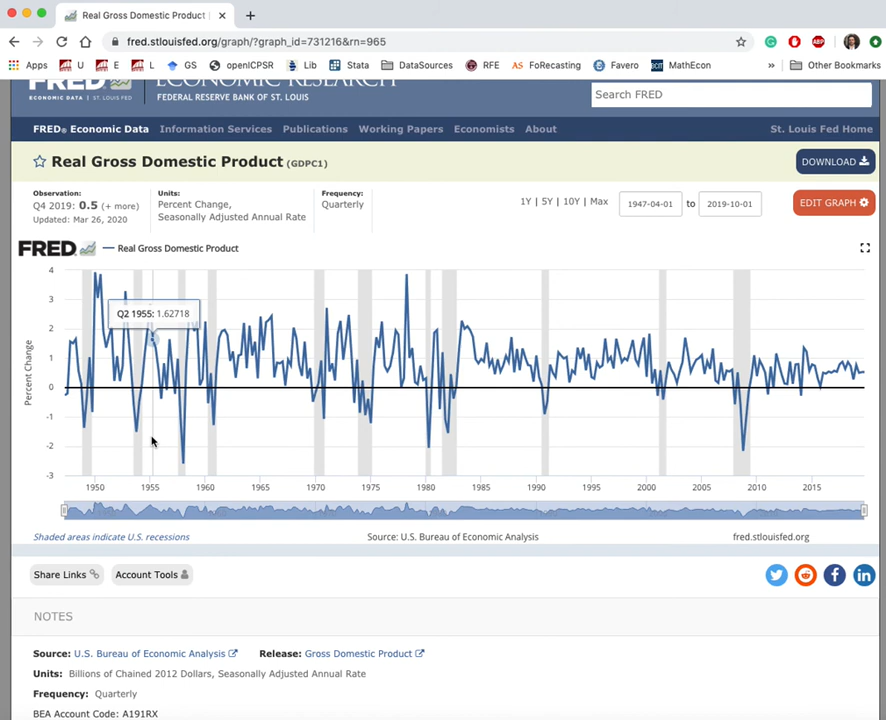 Real Gross Domestic Product
fred.stlouisfed.org/graph/?graph_id=731216&rn=965
Apps U E L GS openICPSR Lib Stata DataSources RFE AS FoRecasting Favero BOIT MathEcon » Other Bookmarks
FRED ECONOMIC RESEARCH
ECONOMIC DATA | ST. LOUIS FED FEDERAL RESERVE BANK OF ST. LOUIS
Search FRED
FRED® Economic Data Information Services Publications Working Papers Economists About St. Louis Fed Home
Real Gross Domestic Product (GDPC1)
DOWNLOAD
Observation:
Q4 2019: 0.5 (+ more)
Updated: Mar 26, 2020
Units:
Percent Change,
Seasonally Adjusted Annual Rate
Frequency:
Quarterly
1Y | 5Y | 10Y | Max 1947-04-01 to 2019-10-01
EDIT GRAPH
FRED — Real Gross Domestic Product
4
3
Q2 1955: 1.62718
2
1
0
-1
-2
-3
Percent Change
1950 1955 1960 1965 1970 1975 1980 1985 1990 1995 2000 2005 2010 2015
Shaded areas indicate U.S. recessions Source: U.S. Bureau of Economic Analysis fred.stlouisfed.org
Share Links Account Tools
NOTES
Source: U.S. Bureau of Economic Analysis Release: Gross Domestic Product
Units: Billions of Chained 2012 Dollars, Seasonally Adjusted Annual Rate
Frequency: Quarterly
BEA Account Code: A191RX